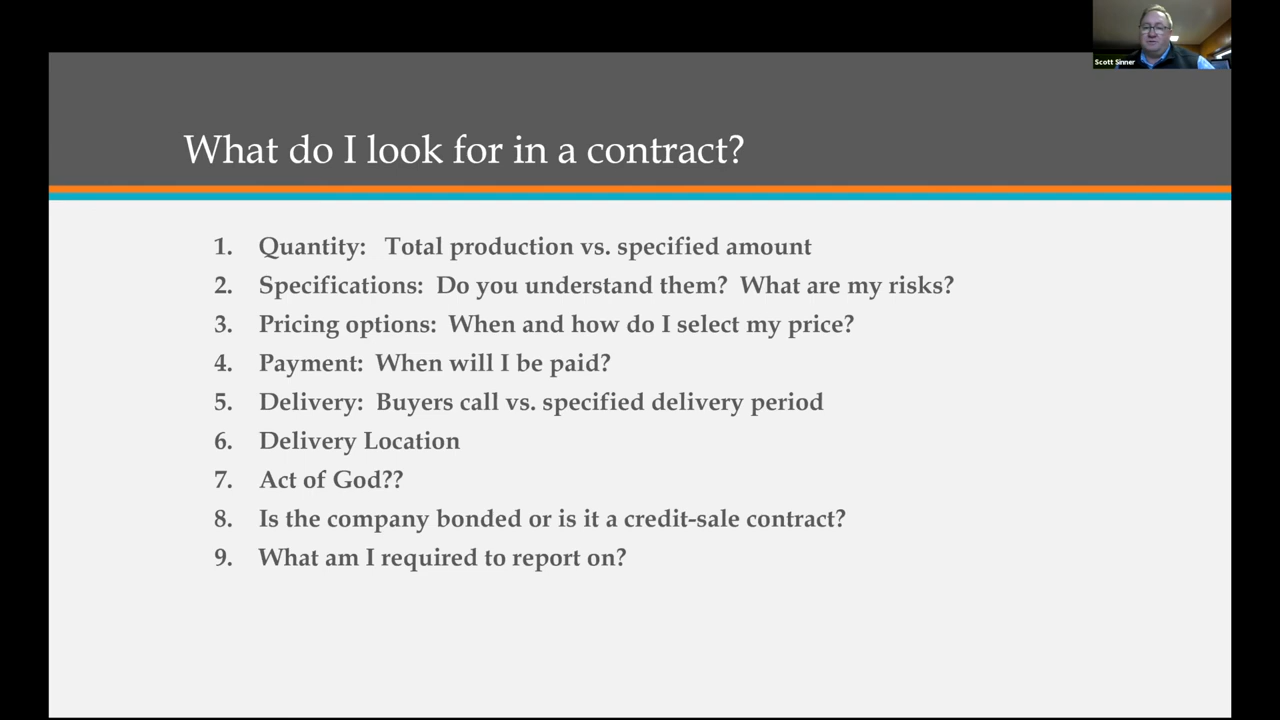 Scott Sinner
What do I look for in a contract?
1. Quantity: Total production vs. specified amount
2. Specifications: Do you understand them? What are my risks?
3. Pricing options: When and how do I select my price?
4. Payment: When will I be paid?
5. Delivery: Buyers call vs. specified delivery period
6. Delivery Location
7. Act of God??
8. Is the company bonded or is it a credit-sale contract?
9. What am I required to report on?